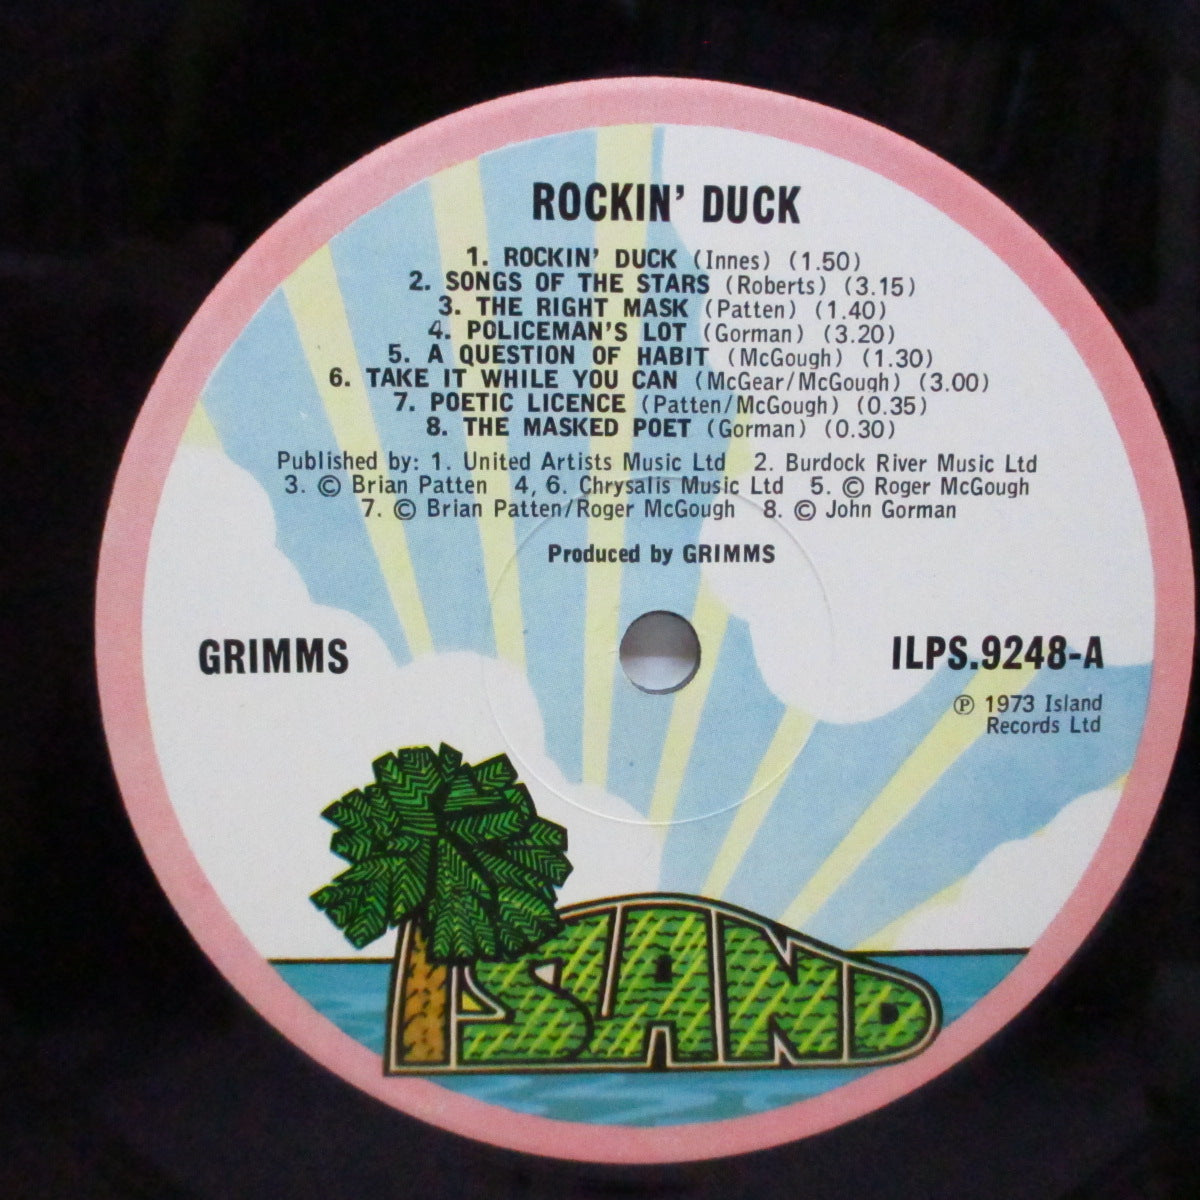 ROCKIN' DUCK
1. ROCKIN' DUCK (Innes) (1.50)
2. SONGS OF THE STARS (Roberts) (3.15)
3. THE RIGHT MASK (Patten) (1.40)
4. POLICEMAN'S LOT (Gorman) (3.20)
5. A QUESTION OF HABIT (McGough) (1.30)
6. TAKE IT WHILE YOU CAN (McGear/McGough) (3.00)
7. POETIC LICENCE (Patten/McGough) (0.35)
8. THE MASKED POET (Gorman) (0.30)
Published by: 1. United Artists Music Ltd 2. Burdock River Music Ltd
3. © Brian Patten 4, 6. Chrysalis Music Ltd 5. © Roger McGough
7. © Brian Patten/Roger McGough 8. © John Gorman
Produced by GRIMMS
GRIMMS
ILPS.9248-A
℗ 1973 Island
Records Ltd
ISLAND